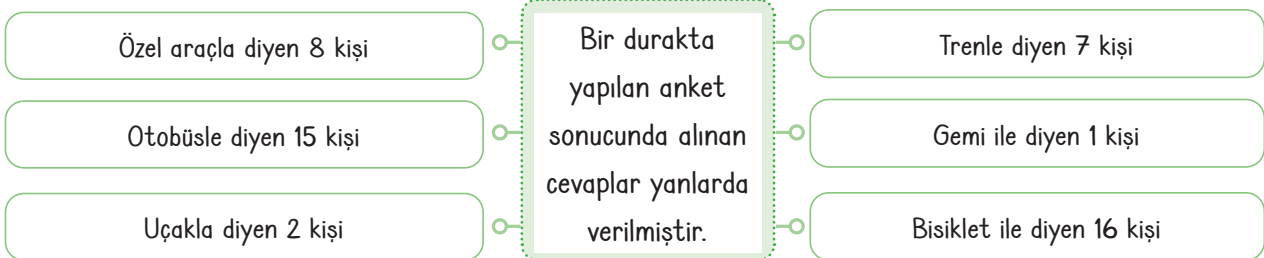 Özel araçla diyen 8 kişi
Otobüsle diyen 15 kişi
Uçakla diyen 2 kişi
Bir durakta
yapılan anket
sonucunda alınan
cevaplar yanlarda
verilmiştir.
Trenle diyen 7 kişi
Gemi ile diyen 1 kişi
Bisiklet ile diyen 16 kişi